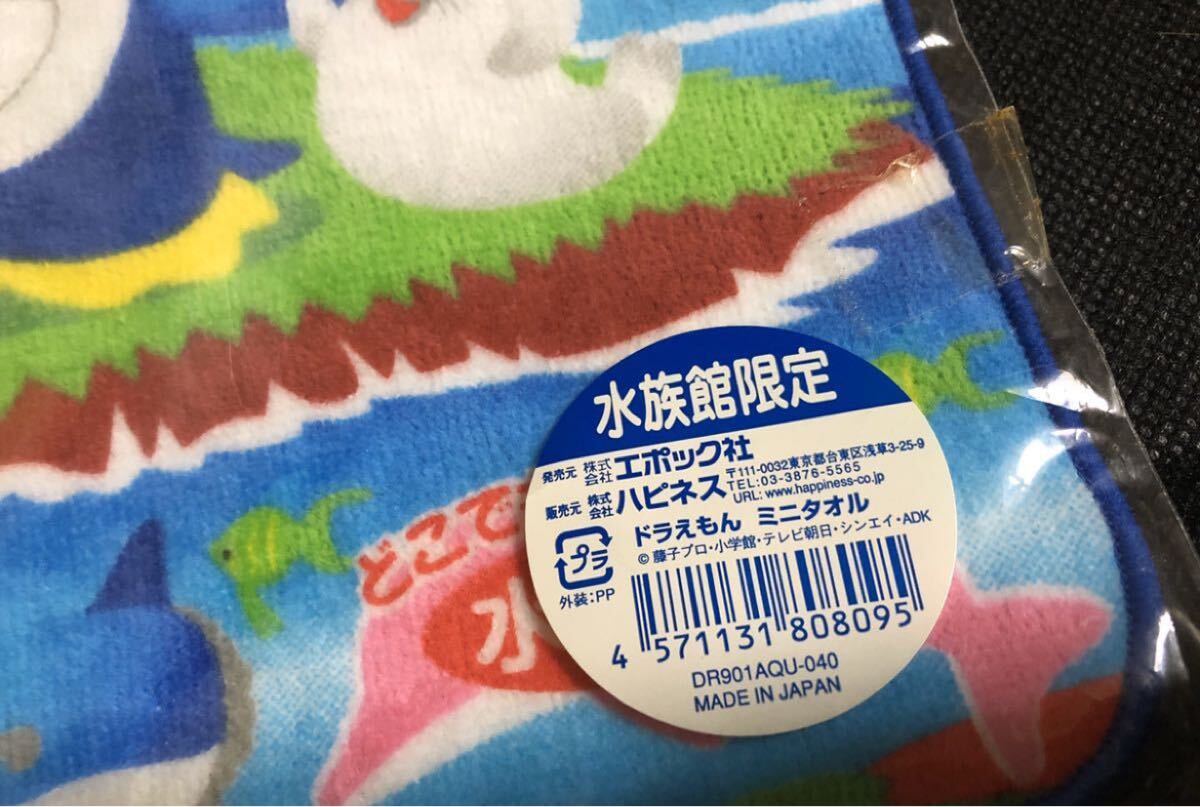 どこで
水
水族館限定
発売元 株式会社 エポック社
販売元 株式会社 ハピネス
〒111-0032東京都台東区浅草3-25-9
TEL:03-3876-5565
URL: www.happiness-co.jp
ドラえもん ミニタオル
© 藤子プロ・小学館・テレビ朝日・シンエイ・ADK
プラ
外装:PP
4 571131 808095
DR901AQU-040
MADE IN JAPAN